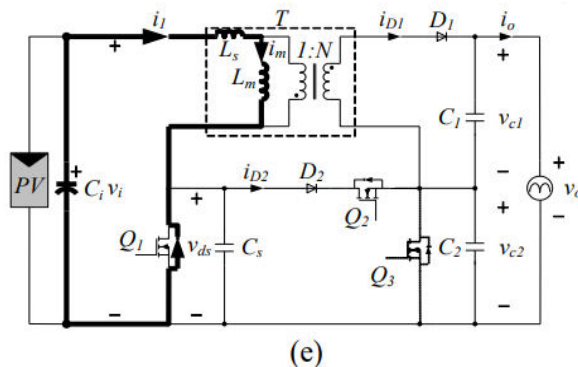 i1
T
iD1
D1
io
+
Ls
im
1:N
+
Lm
C1
vc1
iD2
D2
−
+
PV
+
Ci
vi
+
Q2
+
vo
−
Q1
vds
Cs
Q3
C2
vc2
−
−
−
(e)